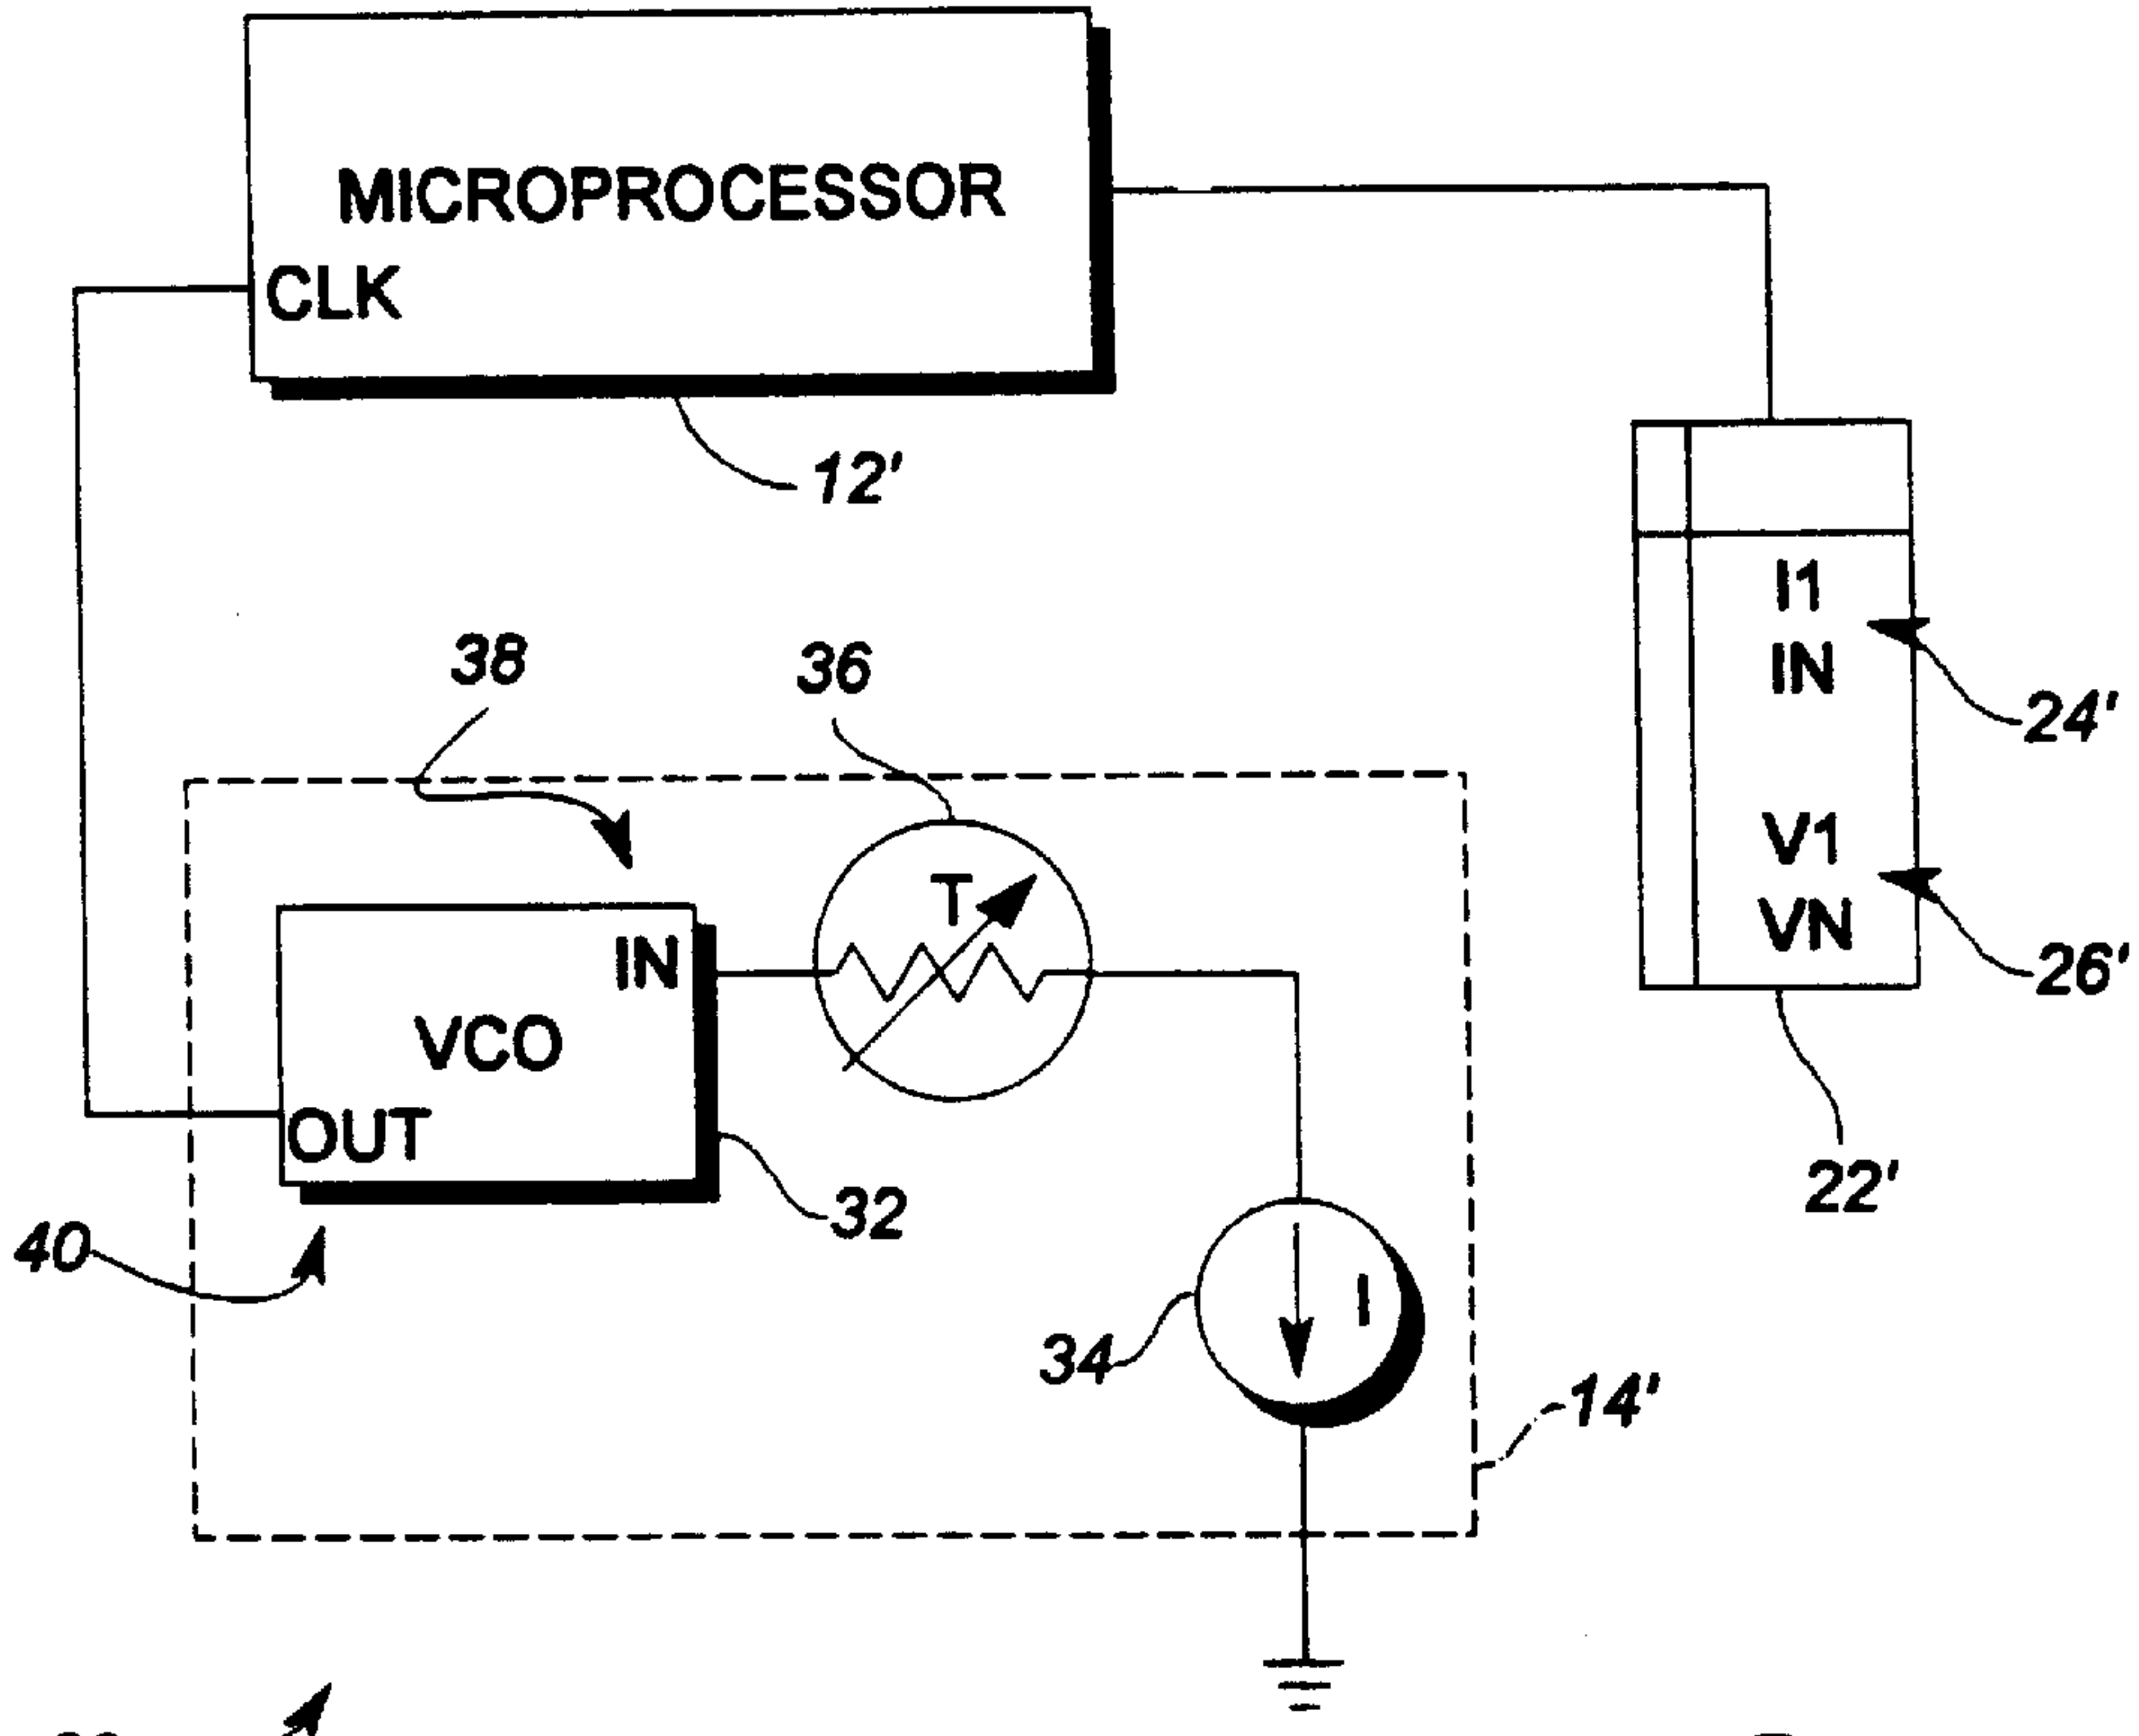 MICROPROCESSOR
CLK
12'
I1
IN
24'
V1
VN
26'
22'
38
36
T
IN
VCO
OUT
32
40
I
34
14'